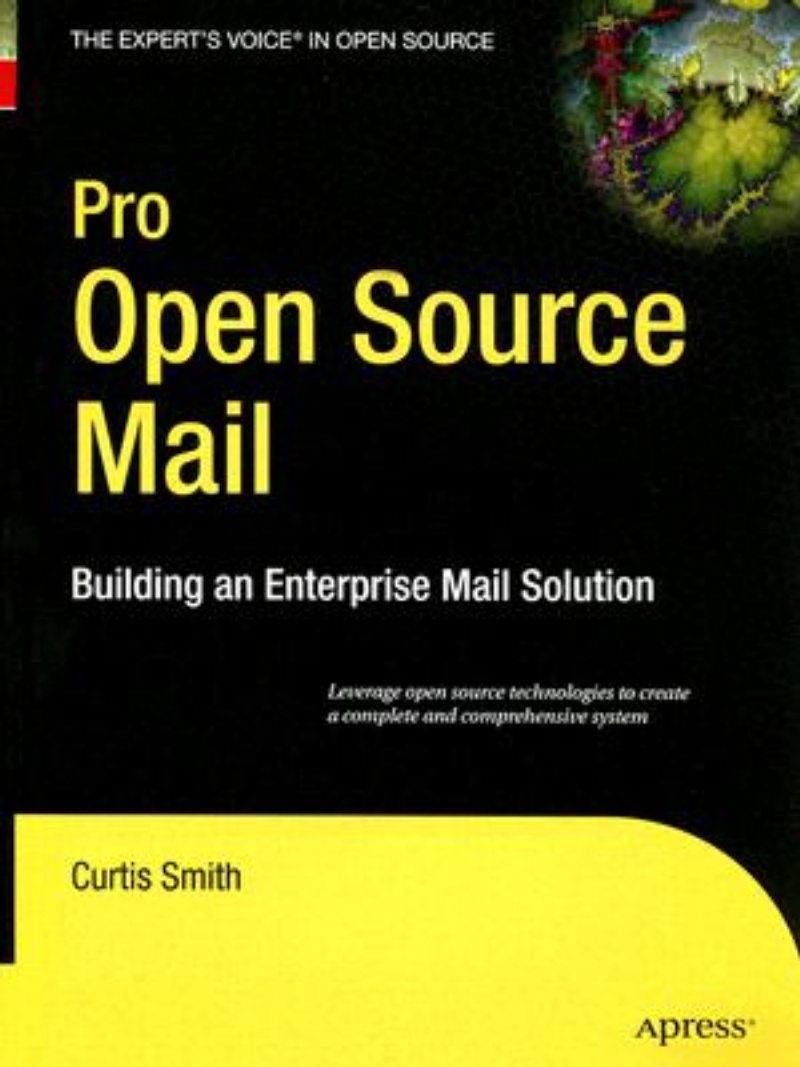 THE EXPERT'S VOICE® IN OPEN SOURCE
Pro
Open Source
Mail
Building an Enterprise Mail Solution
Leverage open source technologies to create
a complete and comprehensive system
Curtis Smith
Apress®